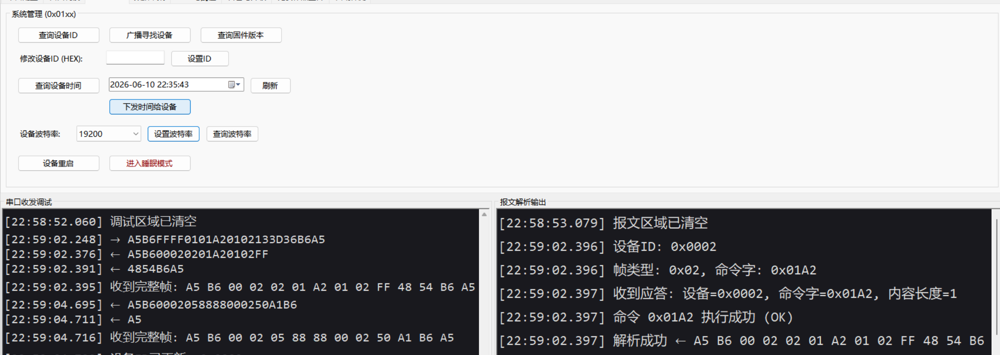 系统管理 (0x01xx)
查询设备ID 广播寻找设备 查询固件版本
修改设备ID (HEX): 设置ID
查询设备时间 2026-06-10 22:35:43 刷新
下发时间给设备
设备波特率: 19200 设置波特率 查询波特率
设备重启 进入睡眠模式
串口收发调试
[22:58:52.060] 调试区域已清空
[22:59:02.248] → A5B6FFFF0101A20102133D36B6A5
[22:59:02.376] ← A5B600020201A20102FF
[22:59:02.391] ← 4854B6A5
[22:59:02.395] 收到完整帧: A5 B6 00 02 02 01 A2 01 02 FF 48 54 B6 A5
[22:59:04.695] ← A5B60002058888000250A1B6
[22:59:04.711] ← A5
[22:59:04.716] 收到完整帧: A5 B6 00 02 05 88 88 00 02 50 A1 B6 A5
报文解析输出
[22:58:53.079] 报文区域已清空
[22:59:02.396] 设备ID: 0x0002
[22:59:02.396] 帧类型: 0x02, 命令字: 0x01A2
[22:59:02.397] 收到应答: 设备=0x0002, 命令字=0x01A2, 内容长度=1
[22:59:02.397] 命令 0x01A2 执行成功 (OK)
[22:59:02.397] 解析成功 ← A5 B6 00 02 02 01 A2 01 02 FF 48 54 B6